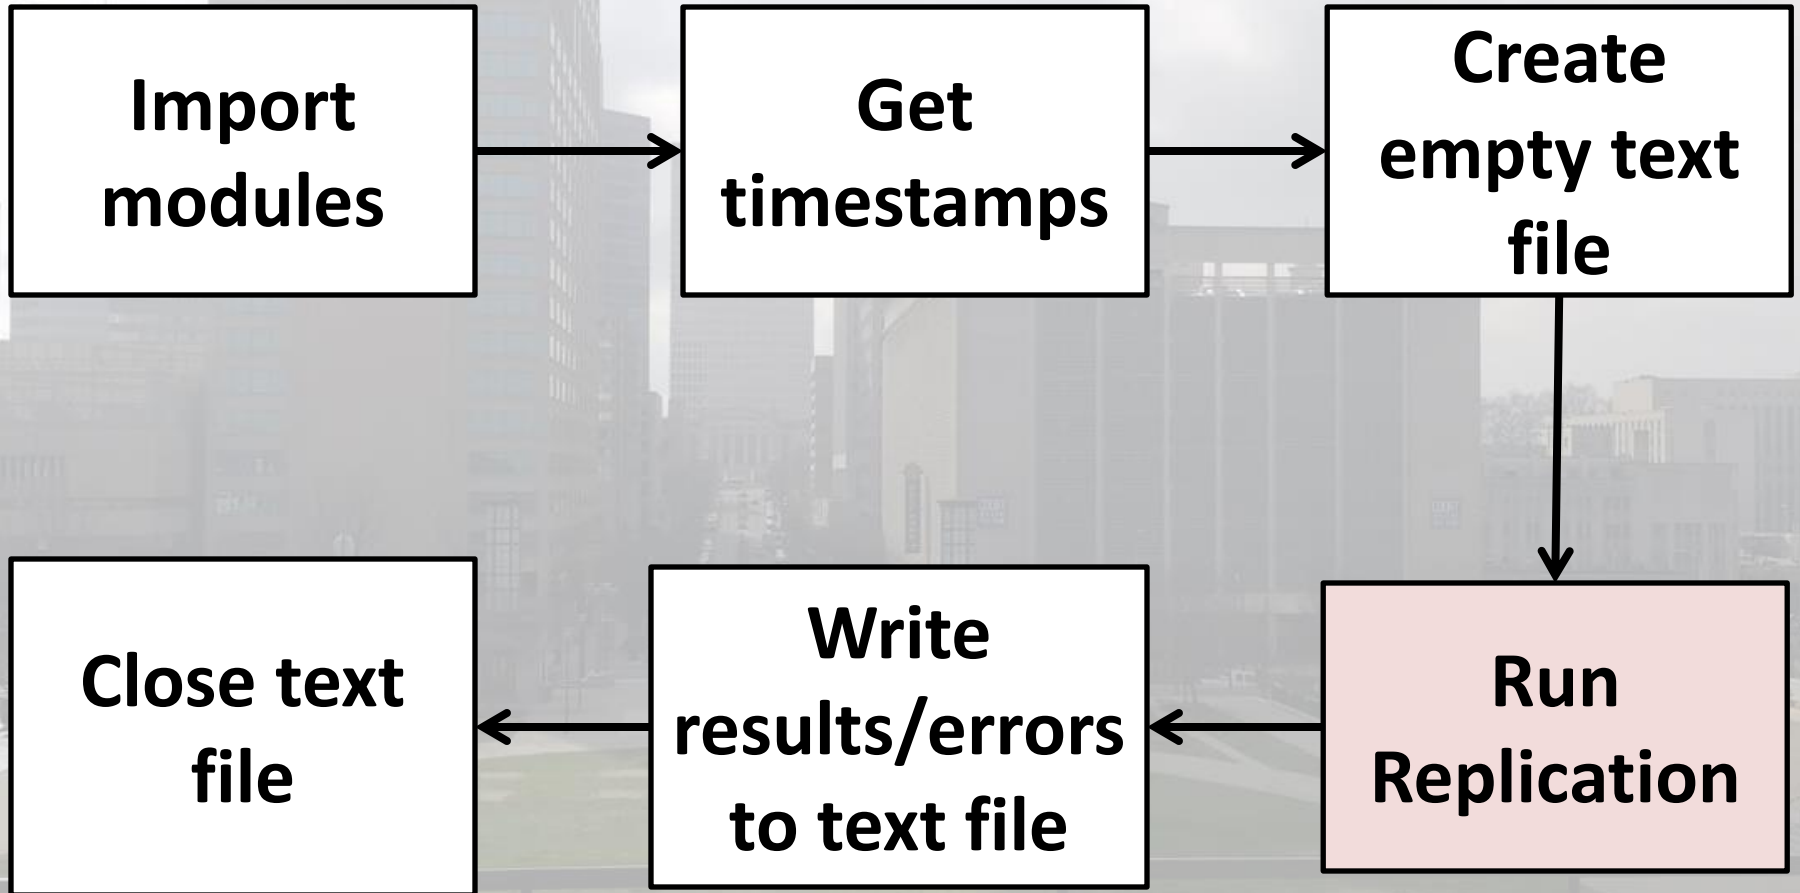 Import
modules
Get
timestamps
Create
empty text
file
Run
Replication
Write
results/errors
to text file
Close text
file